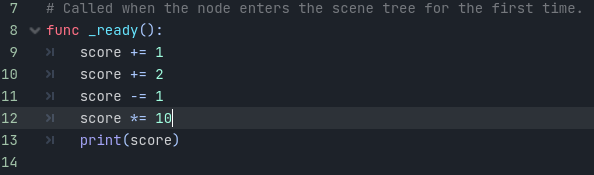 7 # Called when the node enters the scene tree for the first time.
8 func _ready():
9 score += 1
10 score += 2
11 score -= 1
12 score *= 10
13 print(score)
14